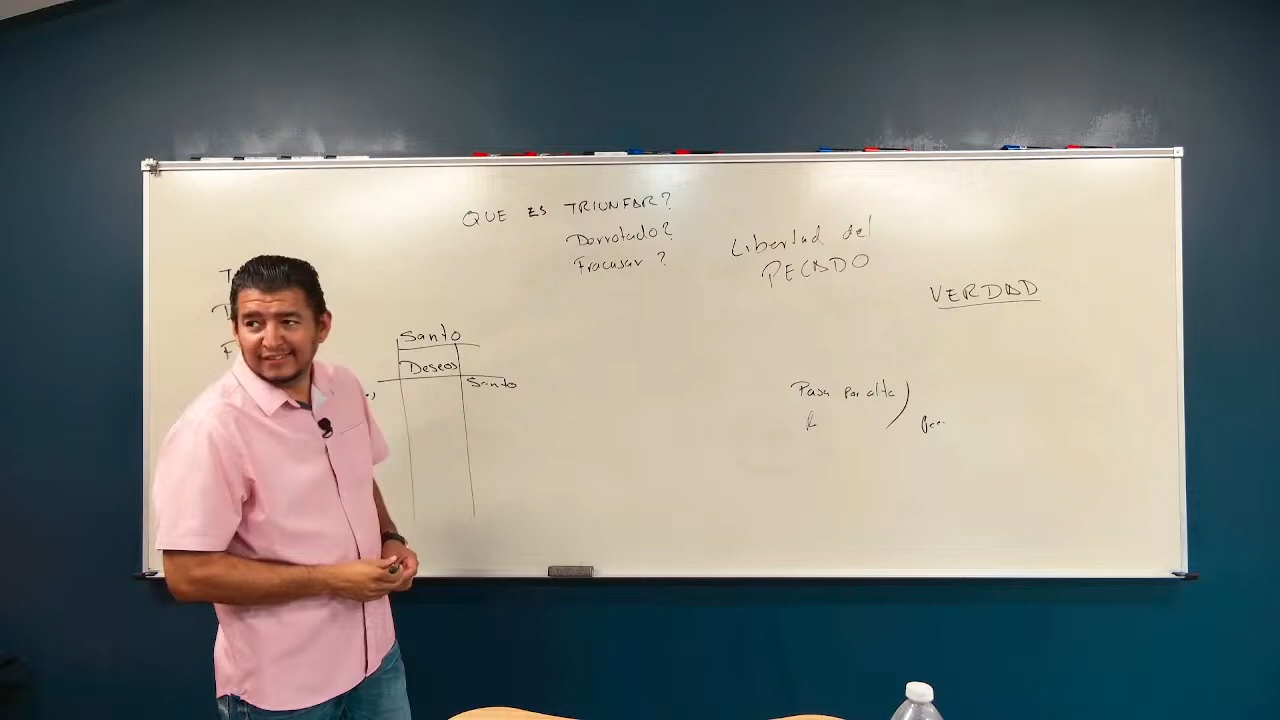 QUE ES TRIUNFAR?
Derrotado?
Fracasar ?
Libertad del
PECADO
VERDAD
T
D
F
Santo
Deseos
Santo
Pasa por alto